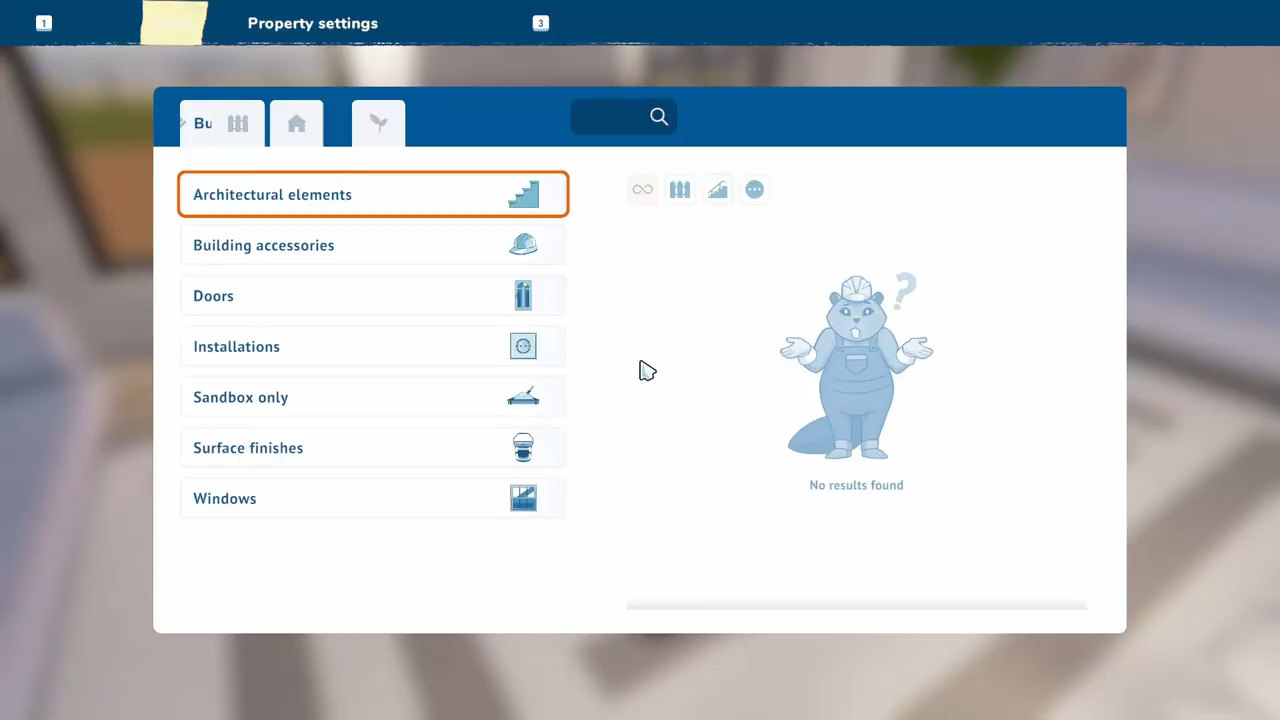 1
Property settings
3
Bu
Architectural elements
Building accessories
Doors
Installations
Sandbox only
Surface finishes
Windows
?
No results found